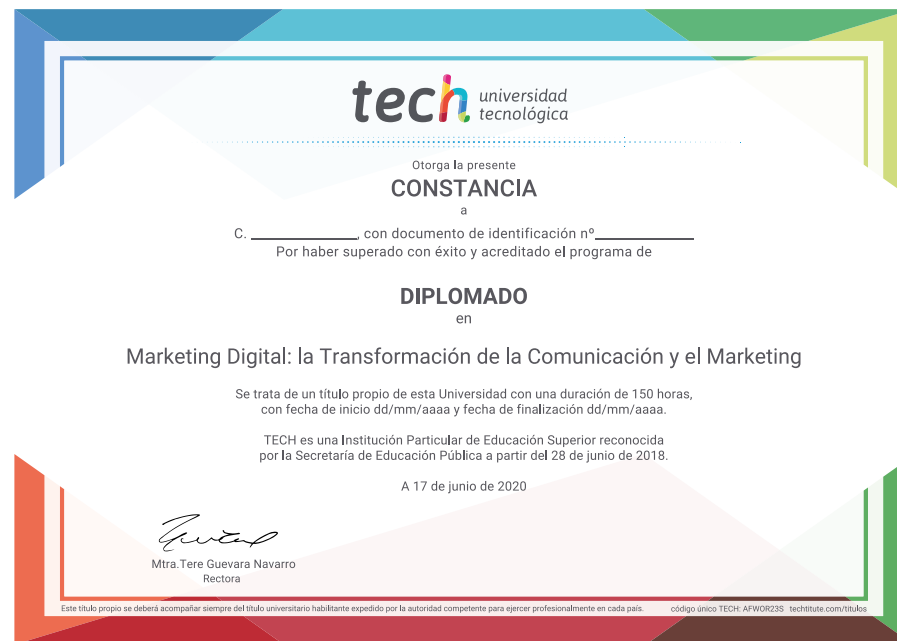 tech universidad
tecnológica
Otorga la presente
CONSTANCIA
a
C. ____________, con documento de identificación nº___________
Por haber superado con éxito y acreditado el programa de
DIPLOMADO
en
Marketing Digital: la Transformación de la Comunicación y el Marketing
Se trata de un título propio de esta Universidad con una duración de 150 horas,
con fecha de inicio dd/mm/aaaa y fecha de finalización dd/mm/aaaa.
TECH es una Institución Particular de Educación Superior reconocida
por la Secretaría de Educación Pública a partir del 28 de junio de 2018.
A 17 de junio de 2020
Mtra.Tere Guevara Navarro
Rectora
Este título propio se deberá acompañar siempre del título universitario habilitante expedido por la autoridad competente para ejercer profesionalmente en cada país. código único TECH: AFWOR23S techtitute.com/titulos